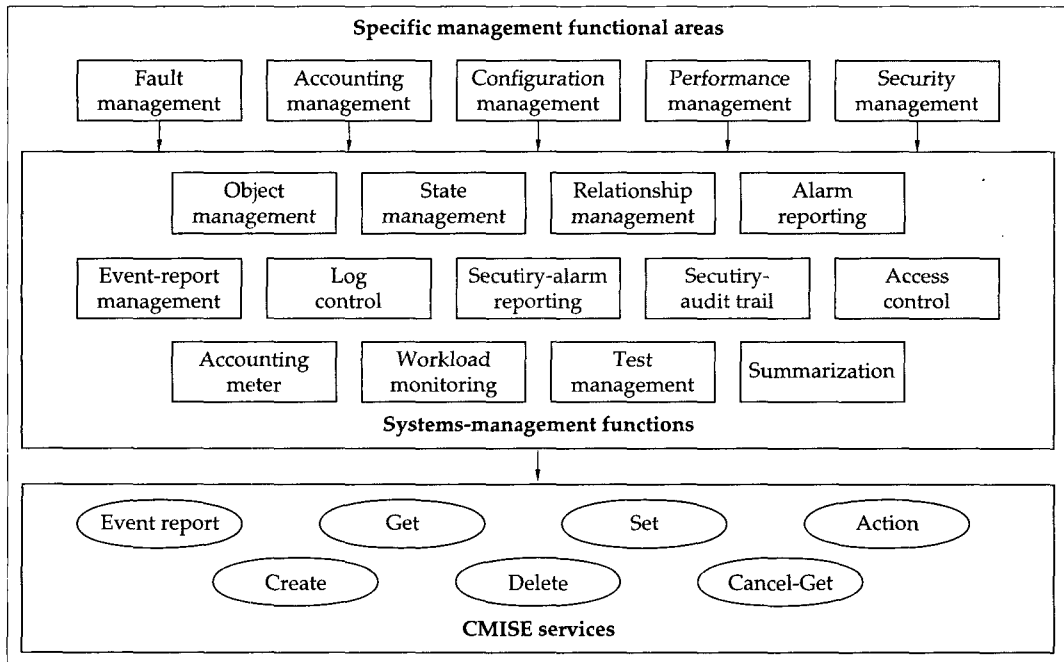 Specific management functional areas
Fault
management
Accounting
management
Configuration
management
Performance
management
Security
management
Object
management
State
management
Relationship
management
Alarm
reporting
Event-report
management
Log
control
Secutiry-alarm
reporting
Secutiry-
audit trail
Access
control
Accounting
meter
Workload
monitoring
Test
management
Summarization
Systems-management functions
Event report
Get
Set
Action
Create
Delete
Cancel-Get
CMISE services